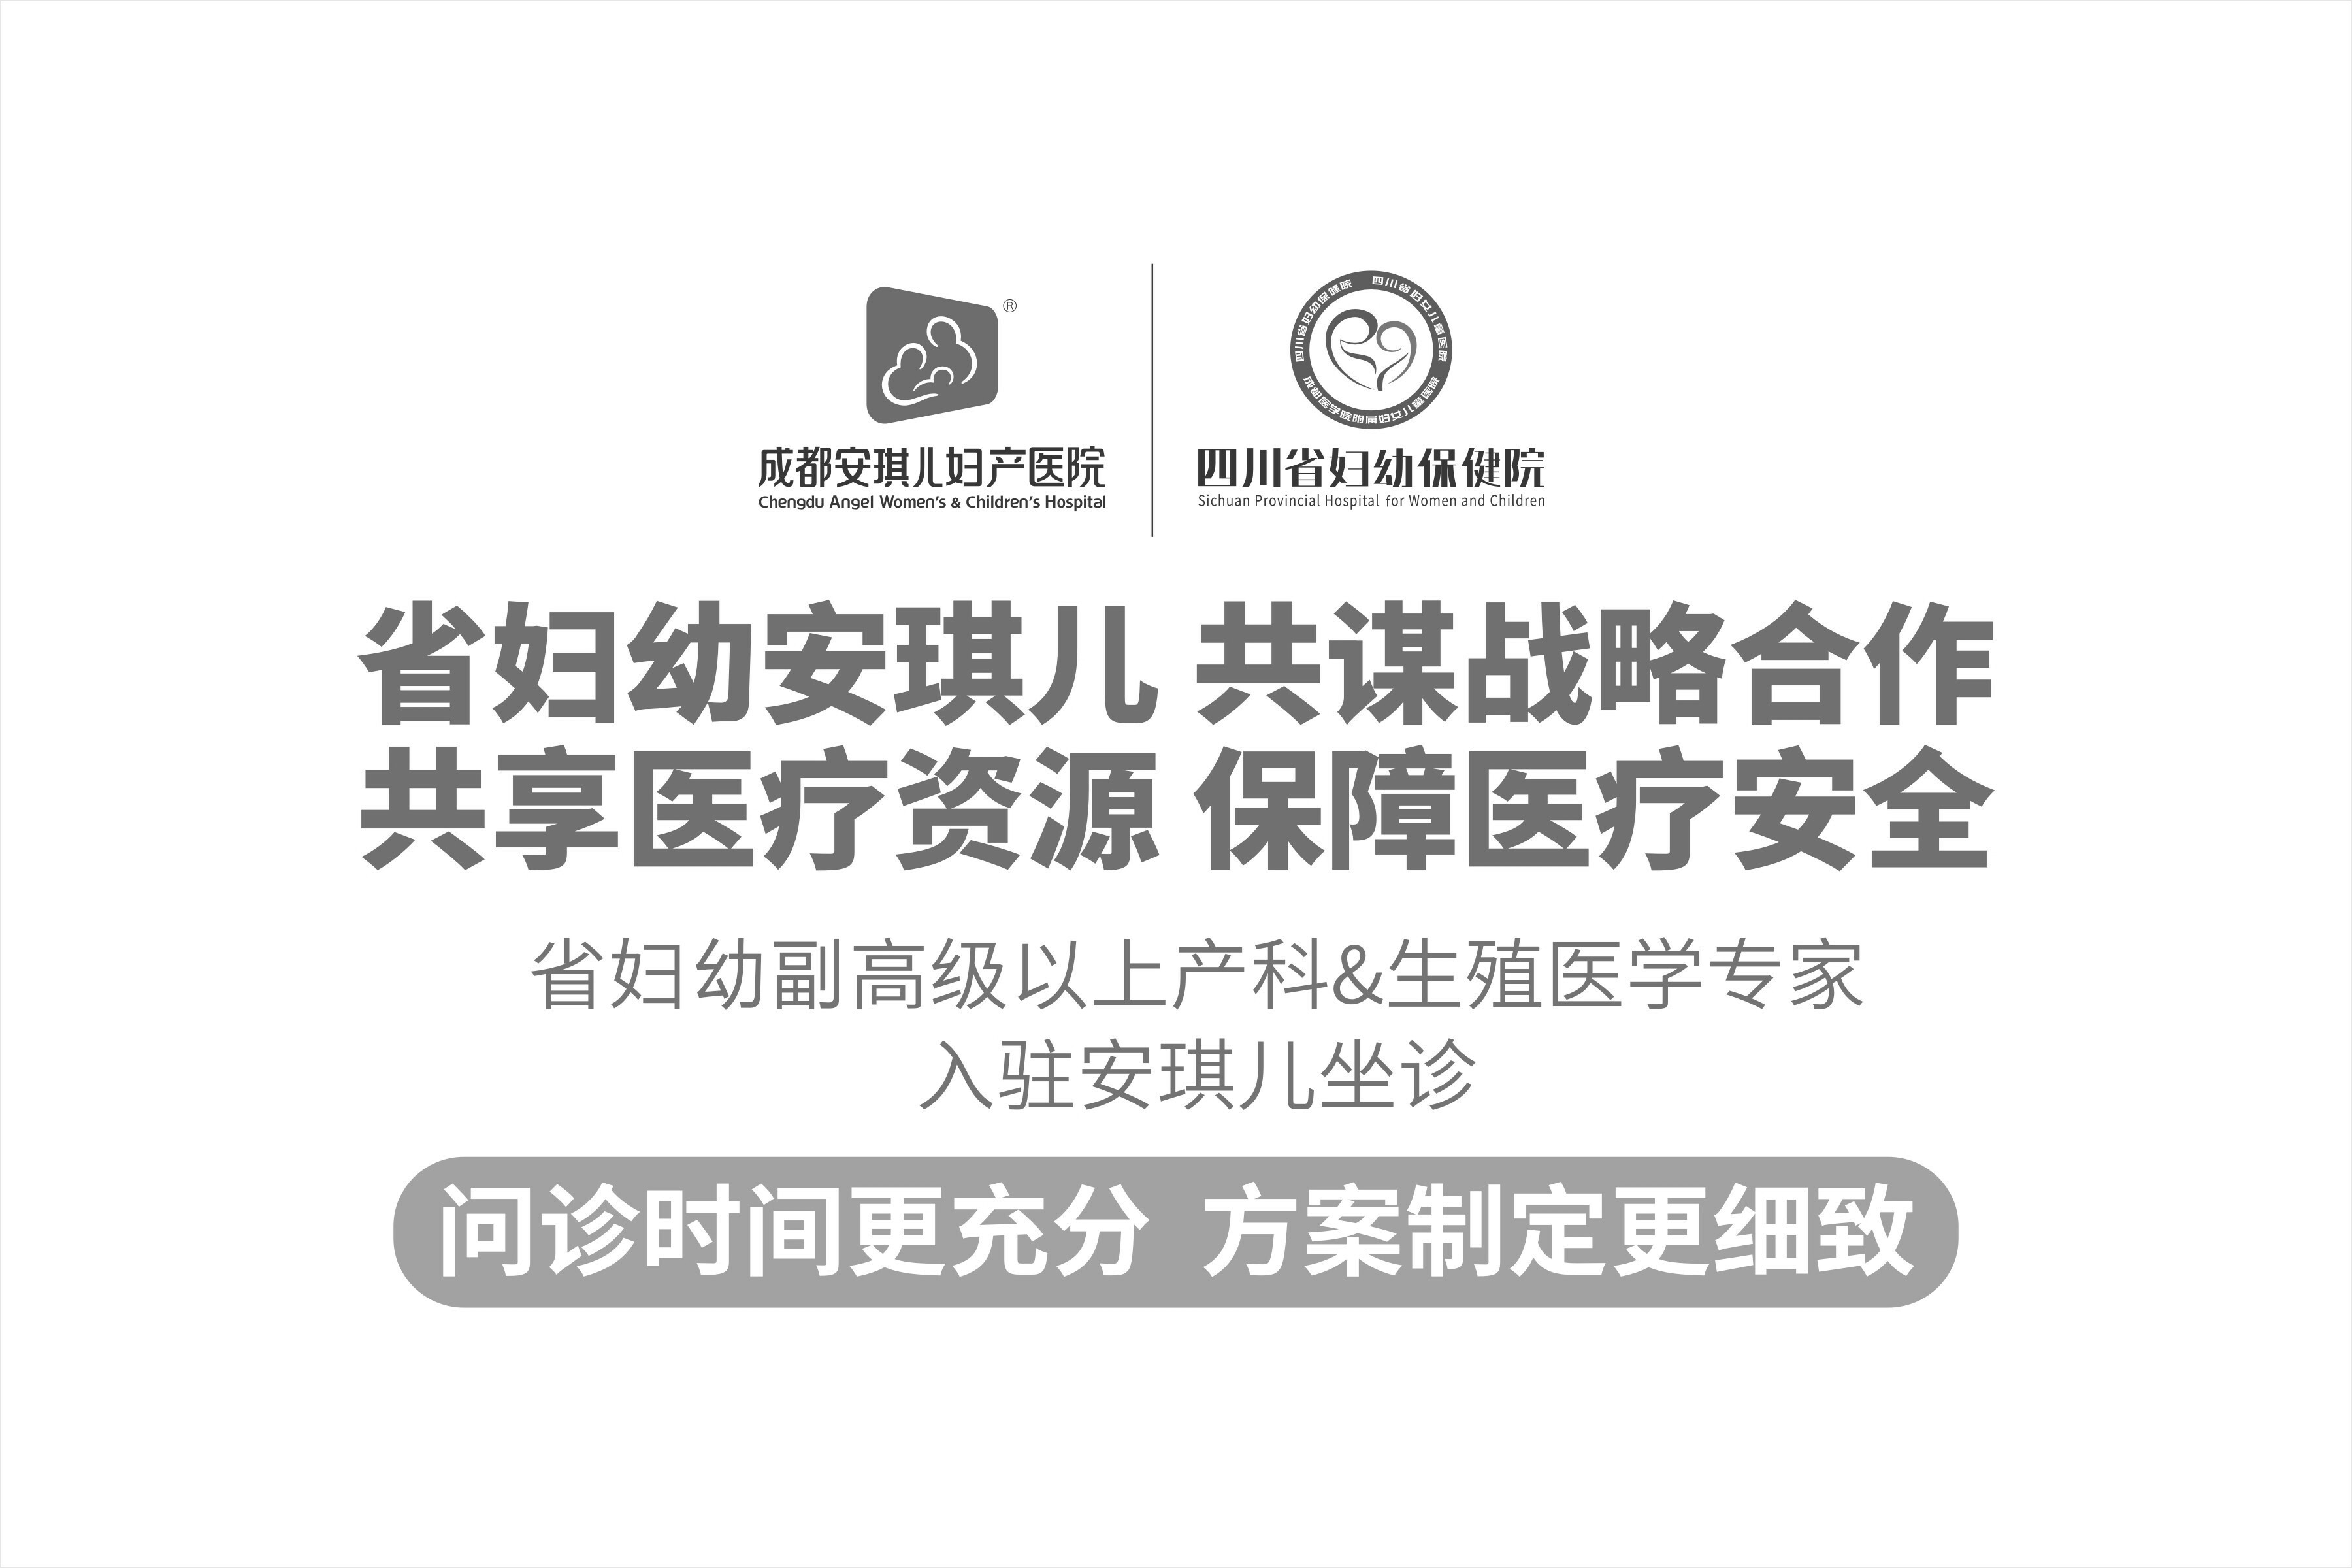 ®
成都安琪儿妇产医院
Chengdu Angel Women's & Children's Hospital
四川省妇幼保健院 四川省妇女儿童医院
成都医学院附属妇女儿童医院
四川省妇幼保健院
Sichuan Provincial Hospital for Women and Children
省妇幼安琪儿 共谋战略合作
共享医疗资源 保障医疗安全
省妇幼副高级以上产科&生殖医学专家
入驻安琪儿坐诊
问诊时间更充分 方案制定更细致